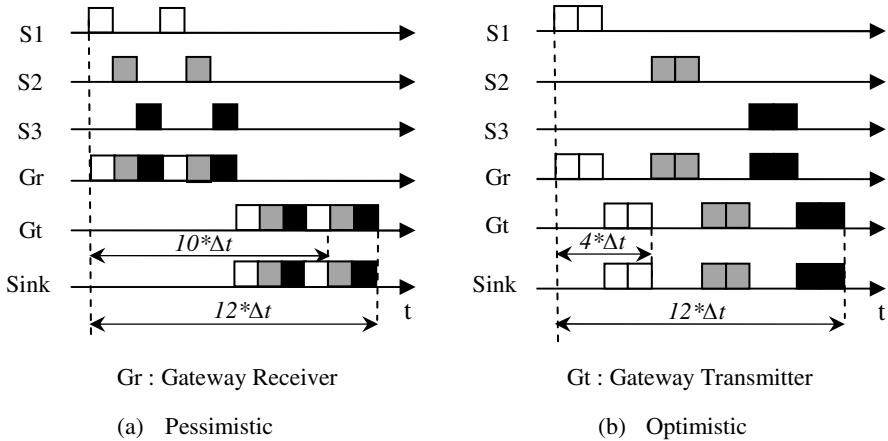 S1
S2
S3
Gr
Gt
10*Δt
Sink
12*Δt
t
S1
S2
S3
Gr
Gt
4*Δt
Sink
12*Δt
t
Gr : Gateway Receiver
Gt : Gateway Transmitter
(a) Pessimistic
(b) Optimistic